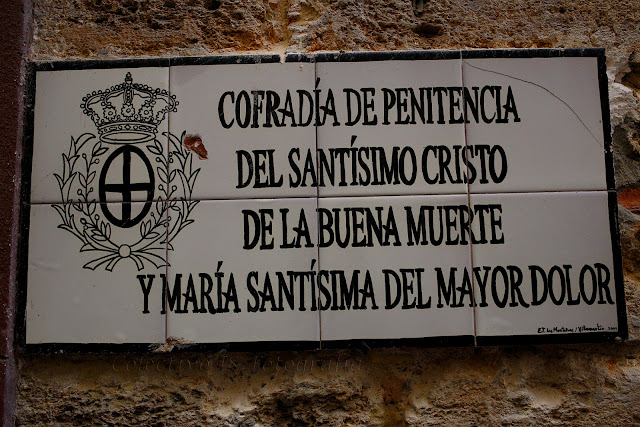 COFRADÍA DE PENITENCIA
DEL SANTÍSIMO CRISTO
DE LA BUENA MUERTE
Y MARÍA SANTÍSIMA DEL MAYOR DOLOR